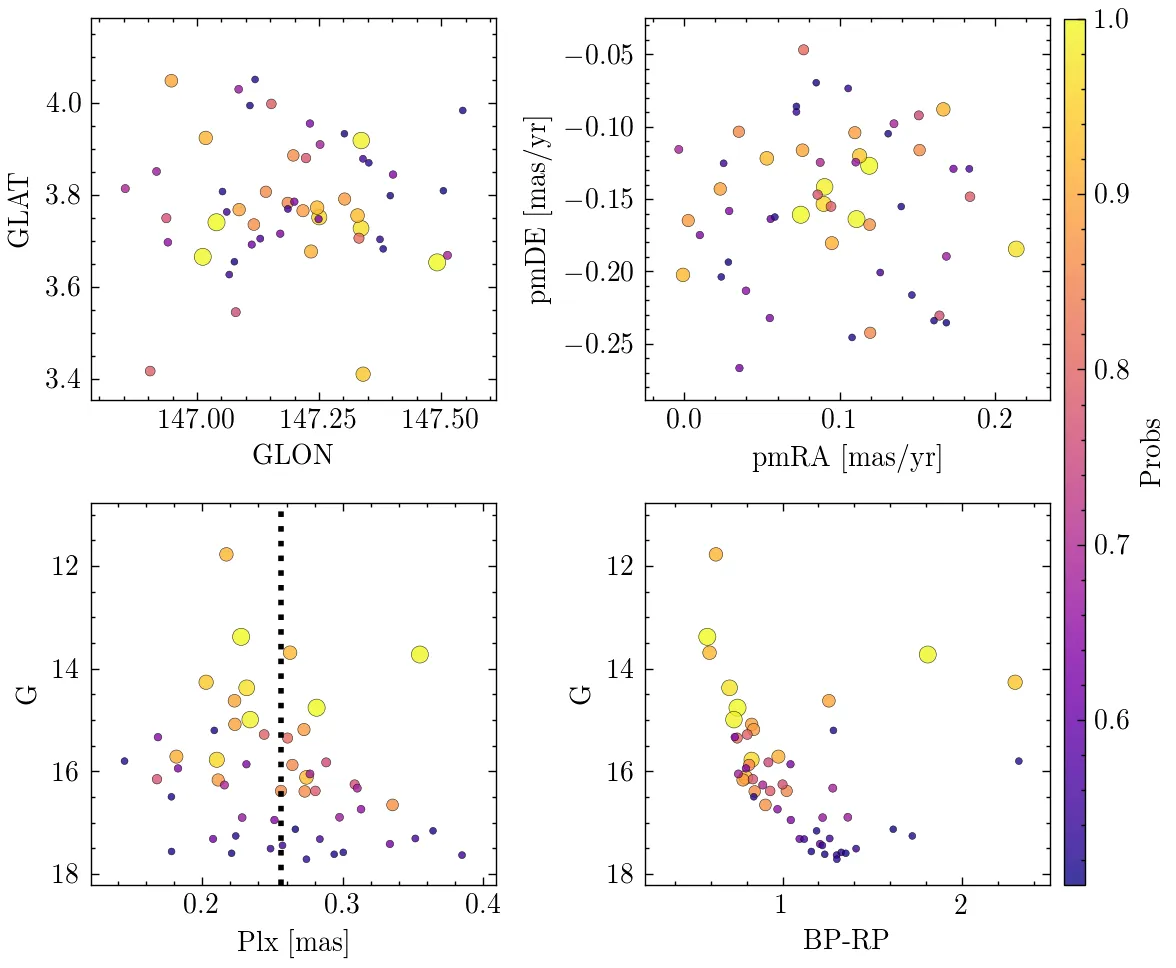 4.0
3.8
3.6
3.4
GLAT
147.00 147.25 147.50
GLON
−0.05
−0.10
−0.15
−0.20
−0.25
pmDE [mas/yr]
0.0 0.1 0.2
pmRA [mas/yr]
1.0
0.9
0.8
0.7
0.6
Probs
12
14
16
18
G
0.2 0.3 0.4
Plx [mas]
12
14
16
18
G
1 2
BP-RP